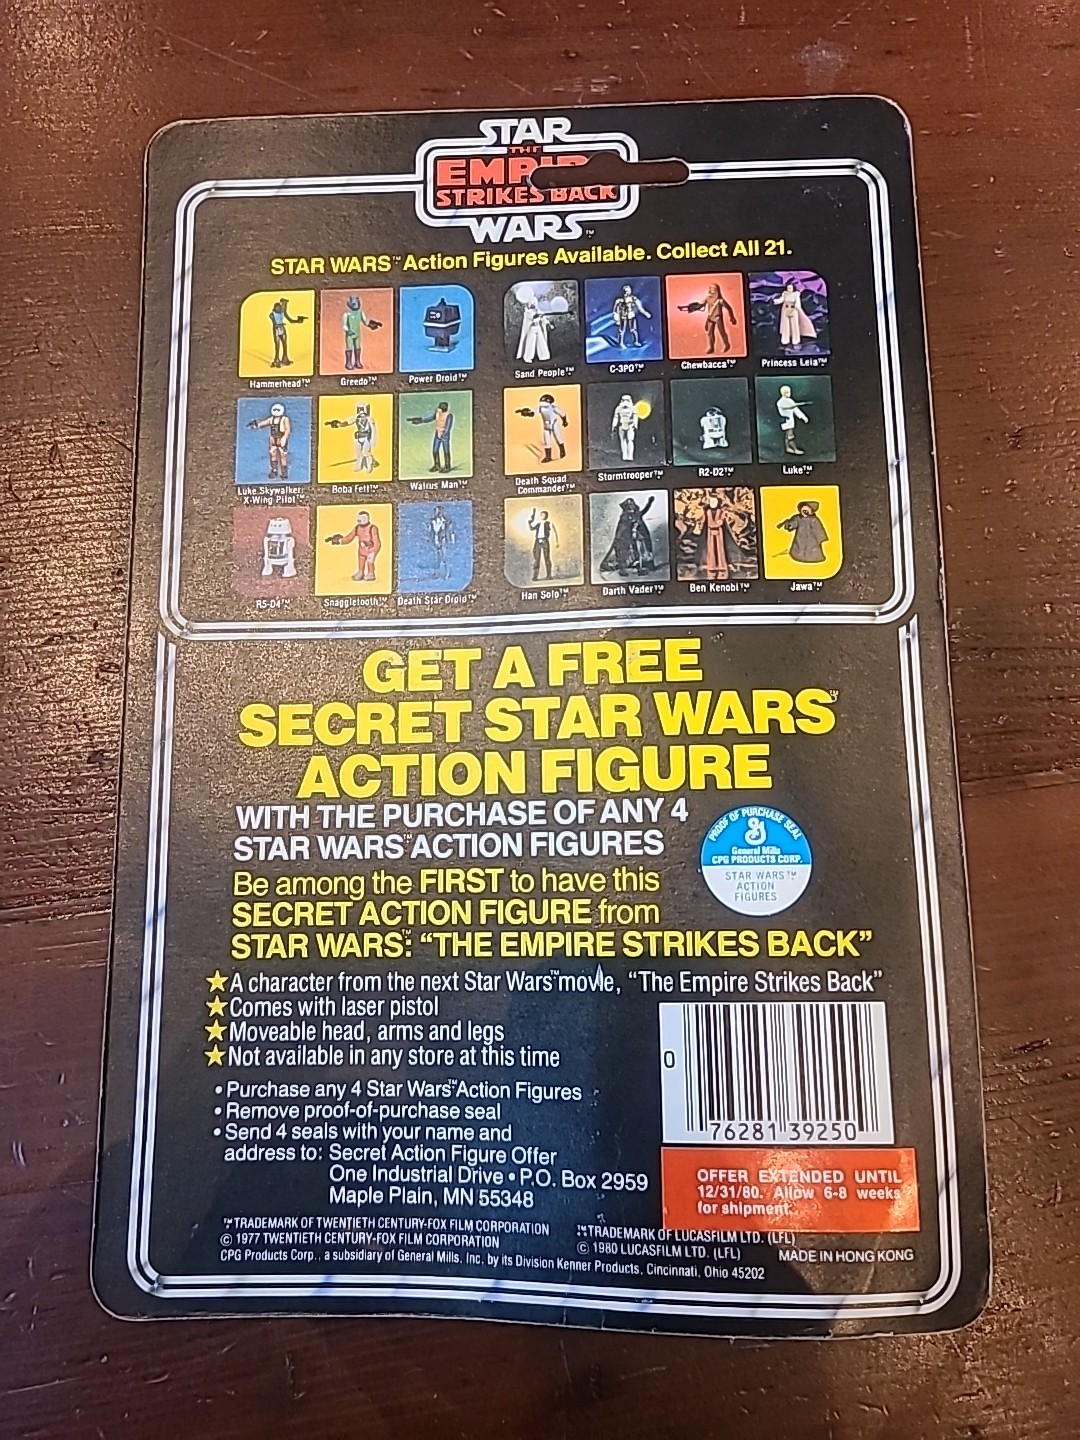 STAR
THE
EMPIRE
STRIKES BACK
WARS™
STAR WARS™ Action Figures Available. Collect All 21.
Hammerhead™
Greedo™
Power Droid™
Sand People™
C-3PO™
Chewbacca™
Princess Leia™
Luke Skywalker:
X-Wing Pilot™
Boba Fett™
Walrus Man™
Death Squad
Commander™
Stormtrooper™
R2-D2™
Luke™
R5-D4™
Snaggletooth™
Death Star Droid™
Han Solo™
Darth Vader™
Ben Kenobi™
Jawa™
GET A FREE
SECRET STAR WARS™
ACTION FIGURE
WITH THE PURCHASE OF ANY 4
STAR WARS™ ACTION FIGURES
PROOF OF PURCHASE SEAL
G
General Mills
CPG PRODUCTS CORP.
STAR WARS™
ACTION
FIGURES
Be among the FIRST to have this
SECRET ACTION FIGURE from
STAR WARS™: "THE EMPIRE STRIKES BACK"
★A character from the next Star Wars™ movie, "The Empire Strikes Back"
★Comes with laser pistol
★Moveable head, arms and legs
★Not available in any store at this time
• Purchase any 4 Star Wars™ Action Figures
• Remove proof-of-purchase seal
• Send 4 seals with your name and
address to: Secret Action Figure Offer
One Industrial Drive • P.O. Box 2959
Maple Plain, MN 55348
0
76281 39250
OFFER EXTENDED UNTIL
12/31/80. Allow 6-8 weeks
for shipment.
™TRADEMARK OF TWENTIETH CENTURY-FOX FILM CORPORATION
© 1977 TWENTIETH CENTURY-FOX FILM CORPORATION
™TRADEMARK OF LUCASFILM LTD. (LFL)
© 1980 LUCASFILM LTD. (LFL)
MADE IN HONG KONG
CPG Products Corp., a subsidiary of General Mills, Inc. by its Division Kenner Products, Cincinnati, Ohio 45202